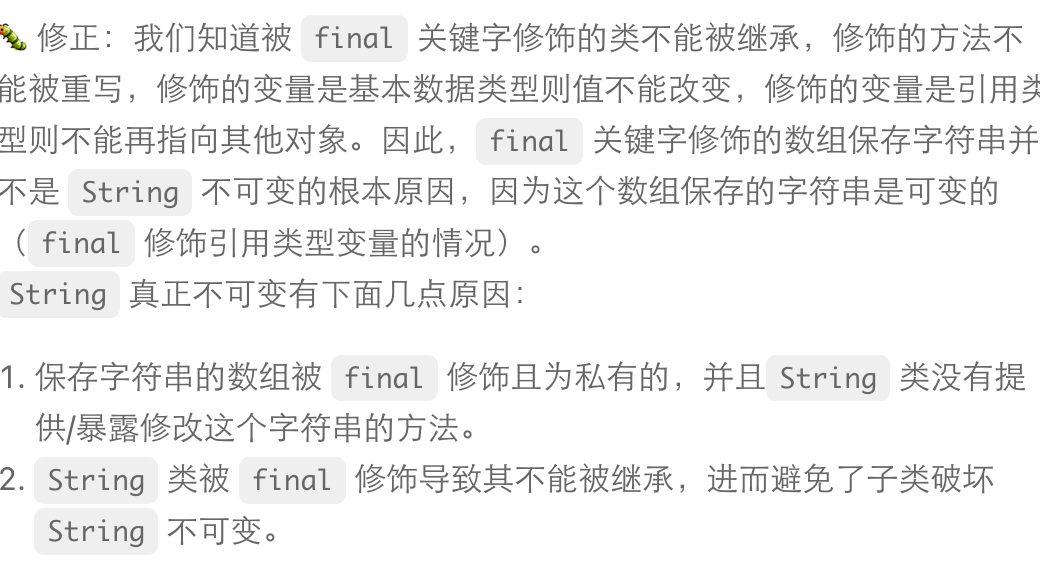 🐛 修正：我们知道被 final 关键字修饰的类不能被继承，修饰的方法不
能被重写，修饰的变量是基本数据类型则值不能改变，修饰的变量是引用类
型则不能再指向其他对象。因此，final 关键字修饰的数组保存字符串并
不是 String 不可变的根本原因，因为这个数组保存的字符串是可变的
（final 修饰引用类型变量的情况）。
String 真正不可变有下面几点原因：
1. 保存字符串的数组被 final 修饰且为私有的，并且String 类没有提
供/暴露修改这个字符串的方法。
2. String 类被 final 修饰导致其不能被继承，进而避免了子类破坏
String 不可变。